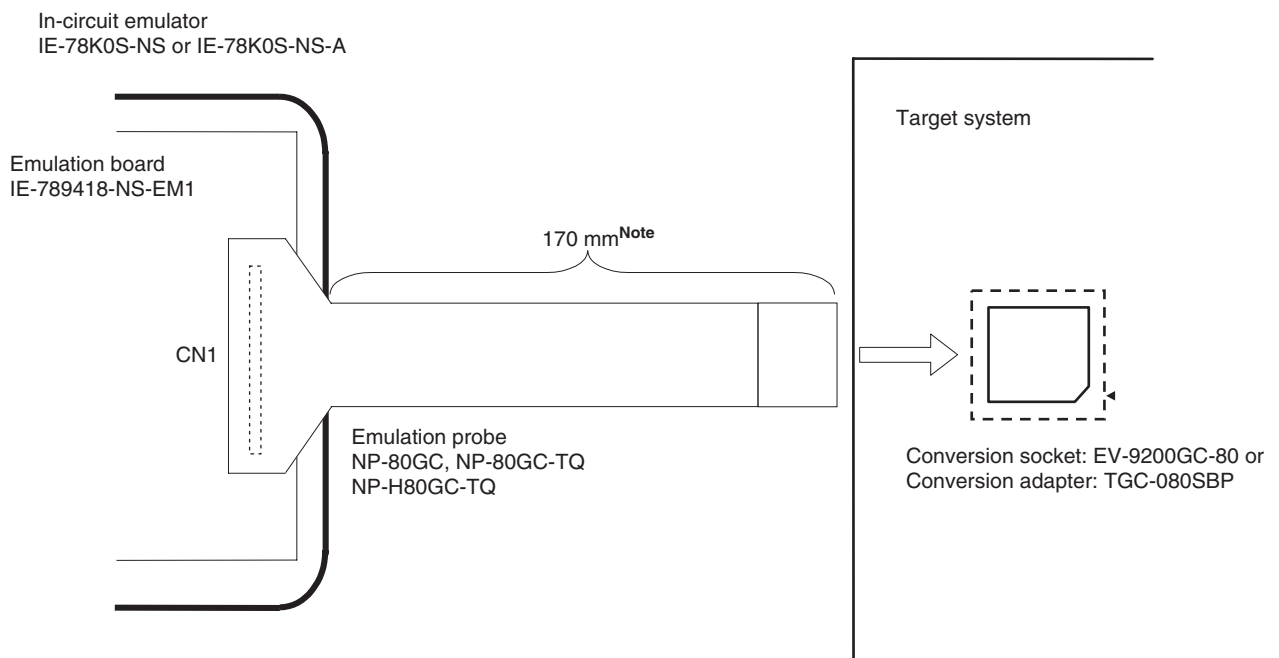 In-circuit emulator
IE-78K0S-NS or IE-78K0S-NS-A
Target system
Emulation board
IE-789418-NS-EM1
170 mmNote
CN1
Emulation probe
NP-80GC, NP-80GC-TQ
NP-H80GC-TQ
Conversion socket: EV-9200GC-80 or
Conversion adapter: TGC-080SBP